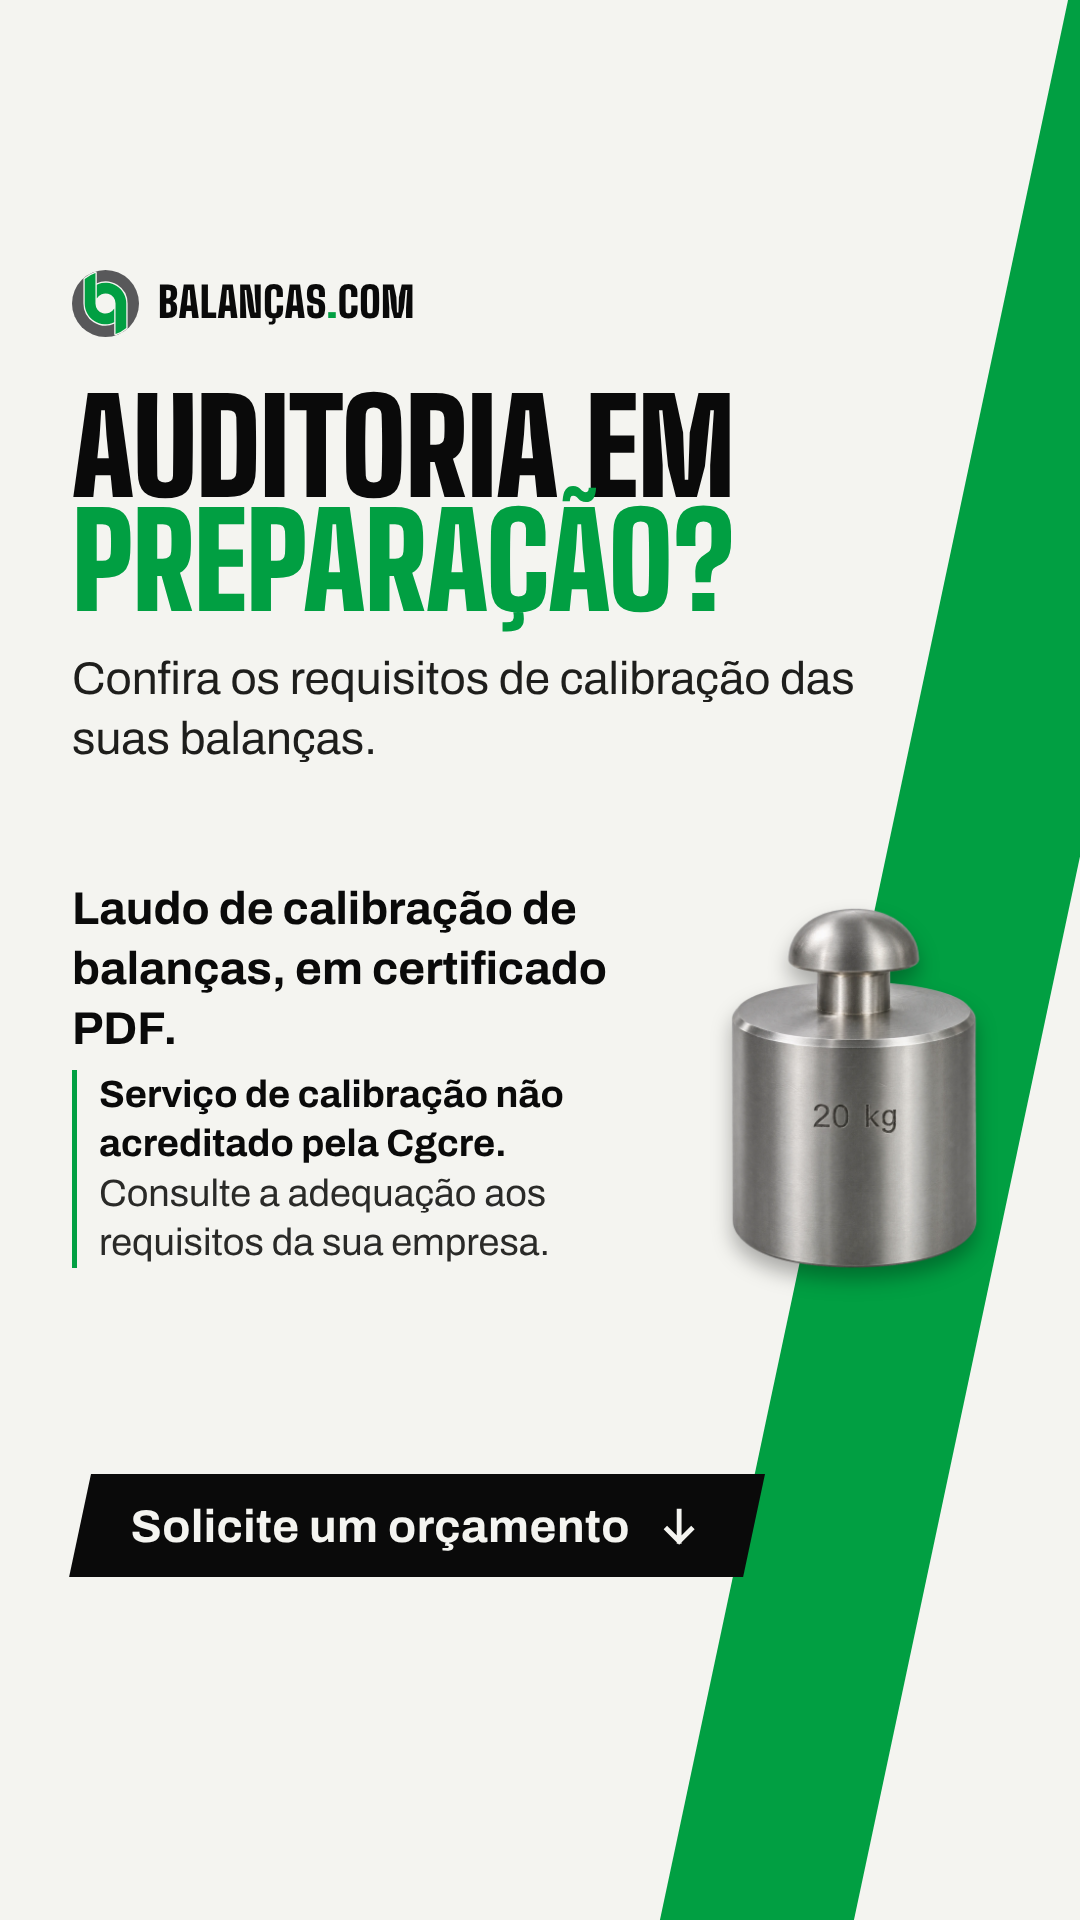 BALANÇAS.COM
AUDITORIA EM
PREPARAÇÃO?
Confira os requisitos de calibração das
suas balanças.
Laudo de calibração de
balanças, em certificado
PDF.
Serviço de calibração não
acreditado pela Cgcre.
Consulte a adequação aos
requisitos da sua empresa.
20 kg
Solicite um orçamento ↓